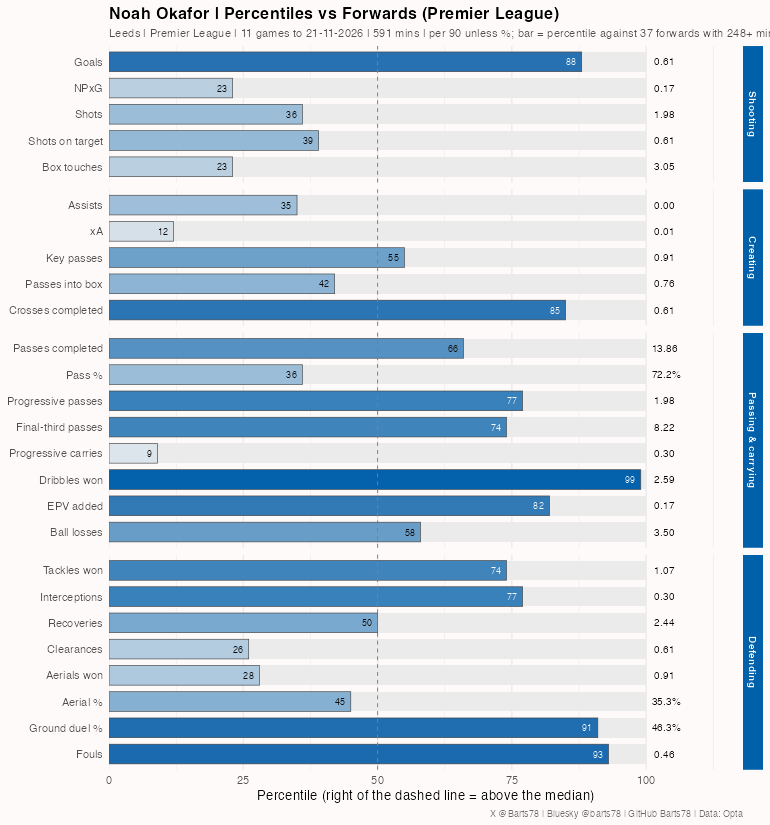 Noah Okafor | Percentiles vs Forwards (Premier League)
Leeds | Premier League | 11 games to 21-11-2026 | 591 mins | per 90 unless %; bar = percentile against 37 forwards with 248+
Goals 88 0.61
NPxG 23 0.17
Shots 36 1.98
Shots on target 39 0.61
Box touches 23 3.05
Shooting
Assists 35 0.00
xA 12 0.01
Key passes 55 0.91
Passes into box 42 0.76
Crosses completed 85 0.61
Creating
Passes completed 66 13.86
Pass % 36 72.2%
Progressive passes 77 1.98
Final-third passes 74 8.22
Progressive carries 9 0.30
Dribbles won 99 2.59
EPV added 82 0.17
Ball losses 58 3.50
Passing & carrying
Tackles won 74 1.07
Interceptions 77 0.30
Recoveries 50 2.44
Clearances 26 0.61
Aerials won 28 0.91
Aerial % 45 35.3%
Ground duel % 91 46.3%
Fouls 93 0.46
Defending
0 25 50 75 100
Percentile (right of the dashed line = above the median)
X @Barts78 | Bluesky @barts78 | GitHub Barts78 | Data: Opta